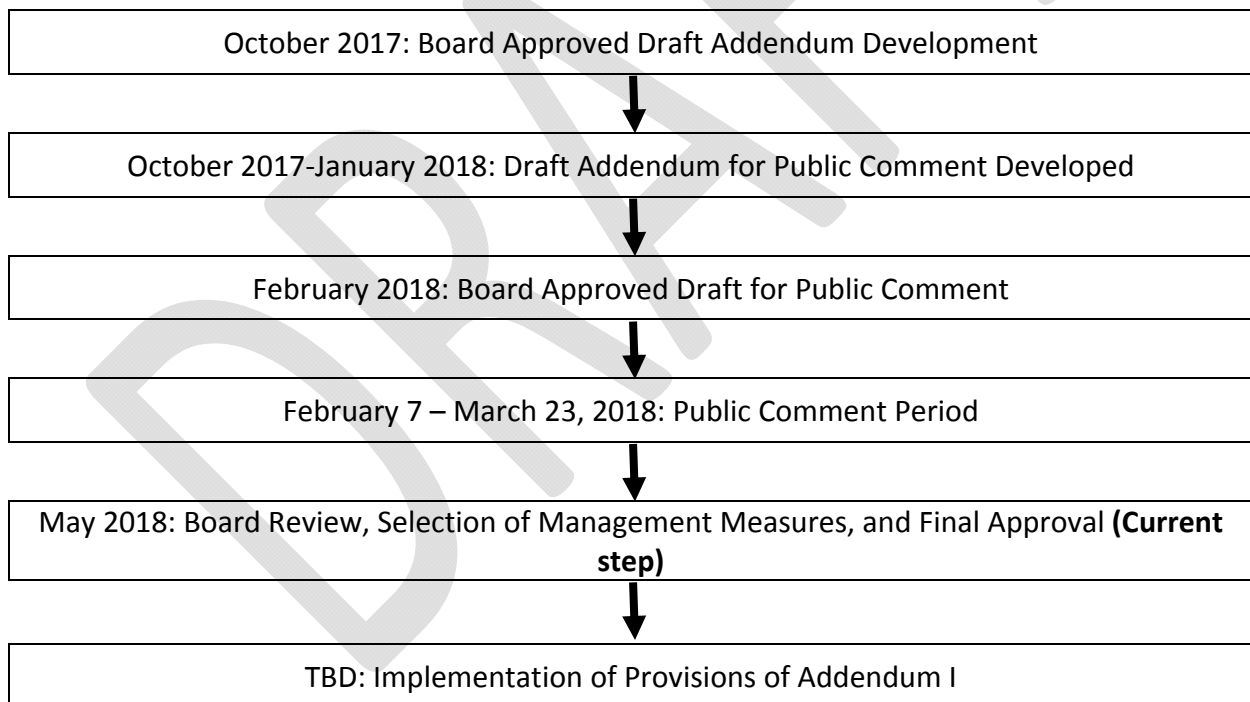 October 2017: Board Approved Draft Addendum Development
October 2017-January 2018: Draft Addendum for Public Comment Developed
February 2018: Board Approved Draft for Public Comment
February 7 – March 23, 2018: Public Comment Period
May 2018: Board Review, Selection of Management Measures, and Final Approval (Current
step)
TBD: Implementation of Provisions of Addendum I